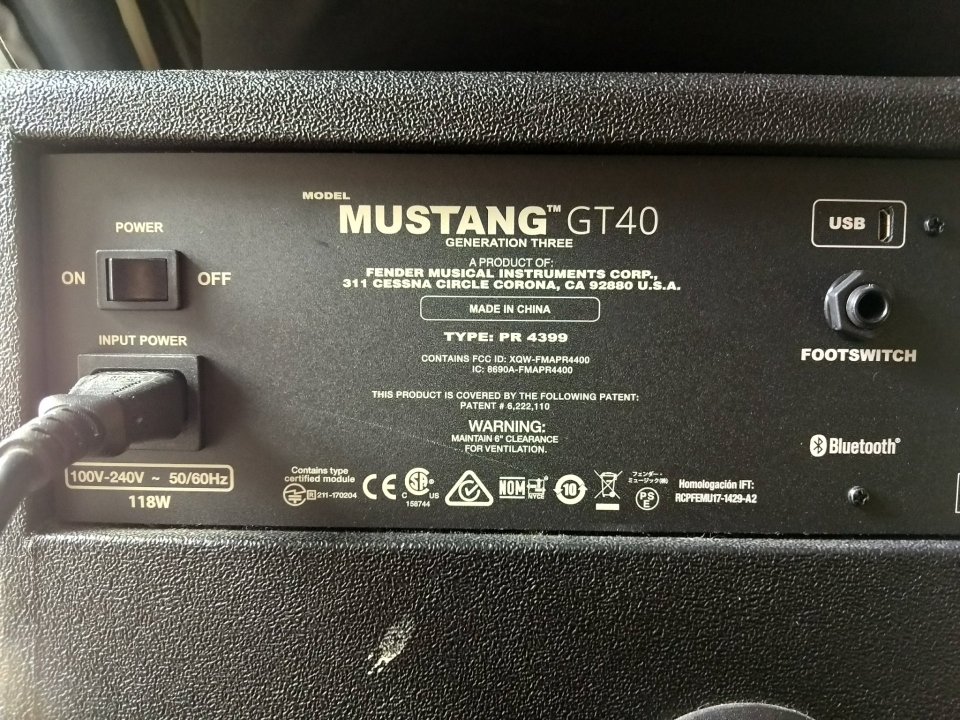 MODEL
MUSTANG™ GT40
GENERATION THREE
A PRODUCT OF:
FENDER MUSICAL INSTRUMENTS CORP.,
311 CESSNA CIRCLE CORONA, CA 92880 U.S.A.
MADE IN CHINA
TYPE: PR 4399
CONTAINS FCC ID: XQW-FMAPR4400
IC: 8690A-FMAPR4400
THIS PRODUCT IS COVERED BY THE FOLLOWING PATENT:
PATENT # 6,222,110
WARNING:
MAINTAIN 6" CLEARANCE
FOR VENTILATION.
POWER
ON OFF
INPUT POWER
100V-240V ~ 50/60Hz
118W
USB
FOOTSWITCH
Bluetooth®
Contains type
certified module
R 211-170204
CE
C US
158744
NOM
NYCE
10
フェンダー・
ミュージック(株)
PS
E
Homologación IFT:
RCPFEMU17-1429-A2